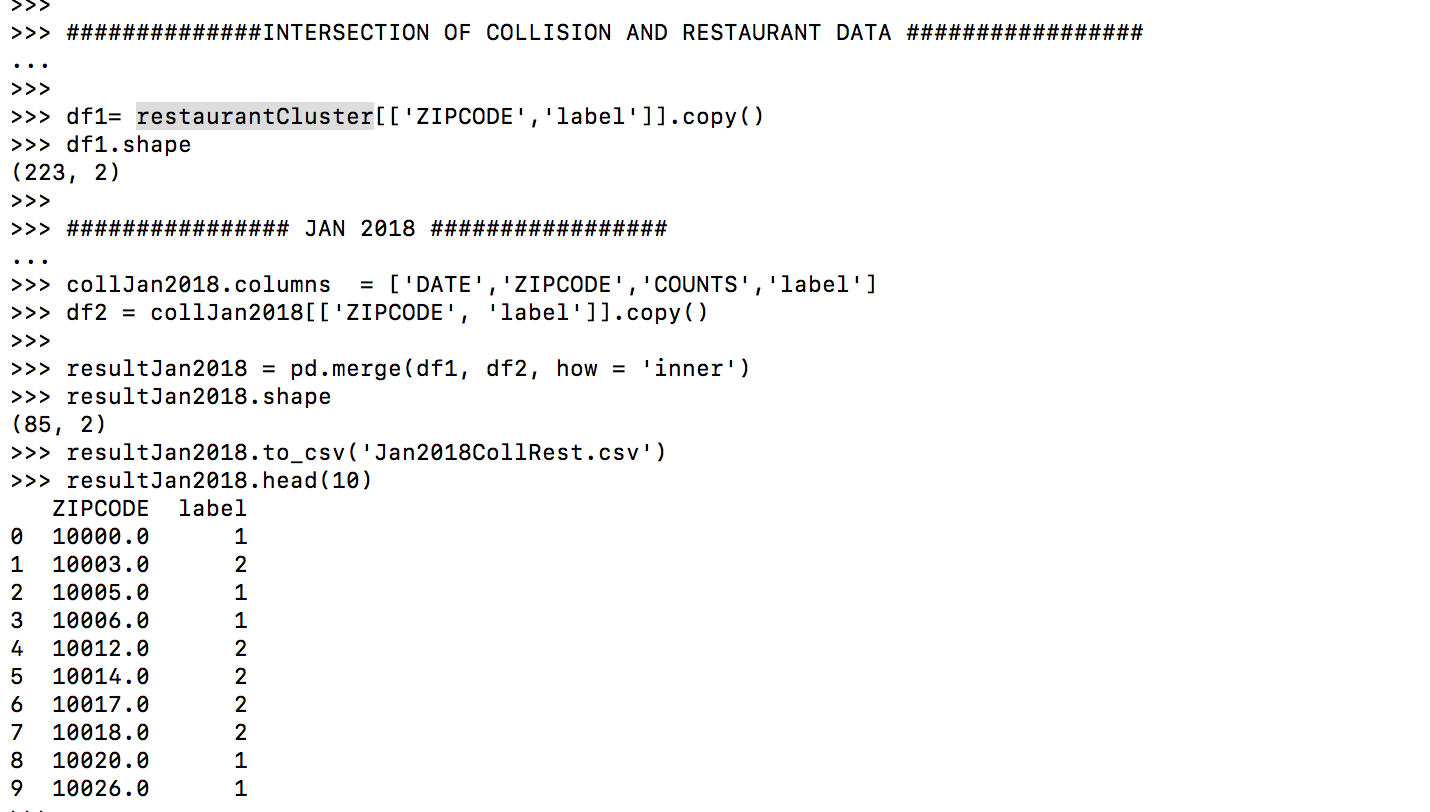 >>>
>>> ##############INTERSECTION OF COLLISION AND RESTAURANT DATA #################
...
>>>
>>> df1= restaurantCluster[['ZIPCODE','label']].copy()
>>> df1.shape
(223, 2)
>>>
>>> ################ JAN 2018 #################
...
>>> collJan2018.columns  = ['DATE','ZIPCODE','COUNTS','label']
>>> df2 = collJan2018[['ZIPCODE', 'label']].copy()
>>>
>>> resultJan2018 = pd.merge(df1, df2, how = 'inner')
>>> resultJan2018.shape
(85, 2)
>>> resultJan2018.to_csv('Jan2018CollRest.csv')
>>> resultJan2018.head(10)
   ZIPCODE  label
0  10000.0      1
1  10003.0      2
2  10005.0      1
3  10006.0      1
4  10012.0      2
5  10014.0      2
6  10017.0      2
7  10018.0      2
8  10020.0      1
9  10026.0      1
>>>